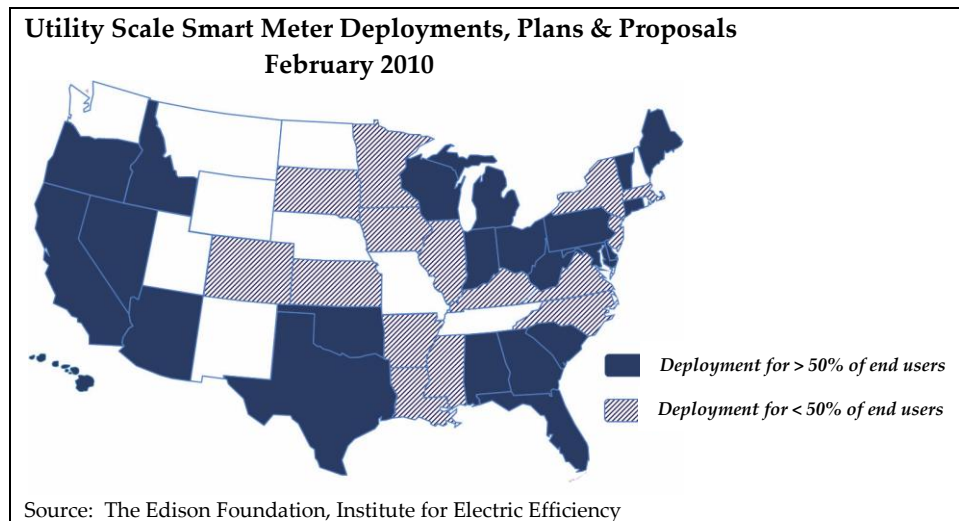 Utility Scale Smart Meter Deployments, Plans & Proposals
February 2010
Deployment for > 50% of end users
Deployment for < 50% of end users
Source: The Edison Foundation, Institute for Electric Efficiency